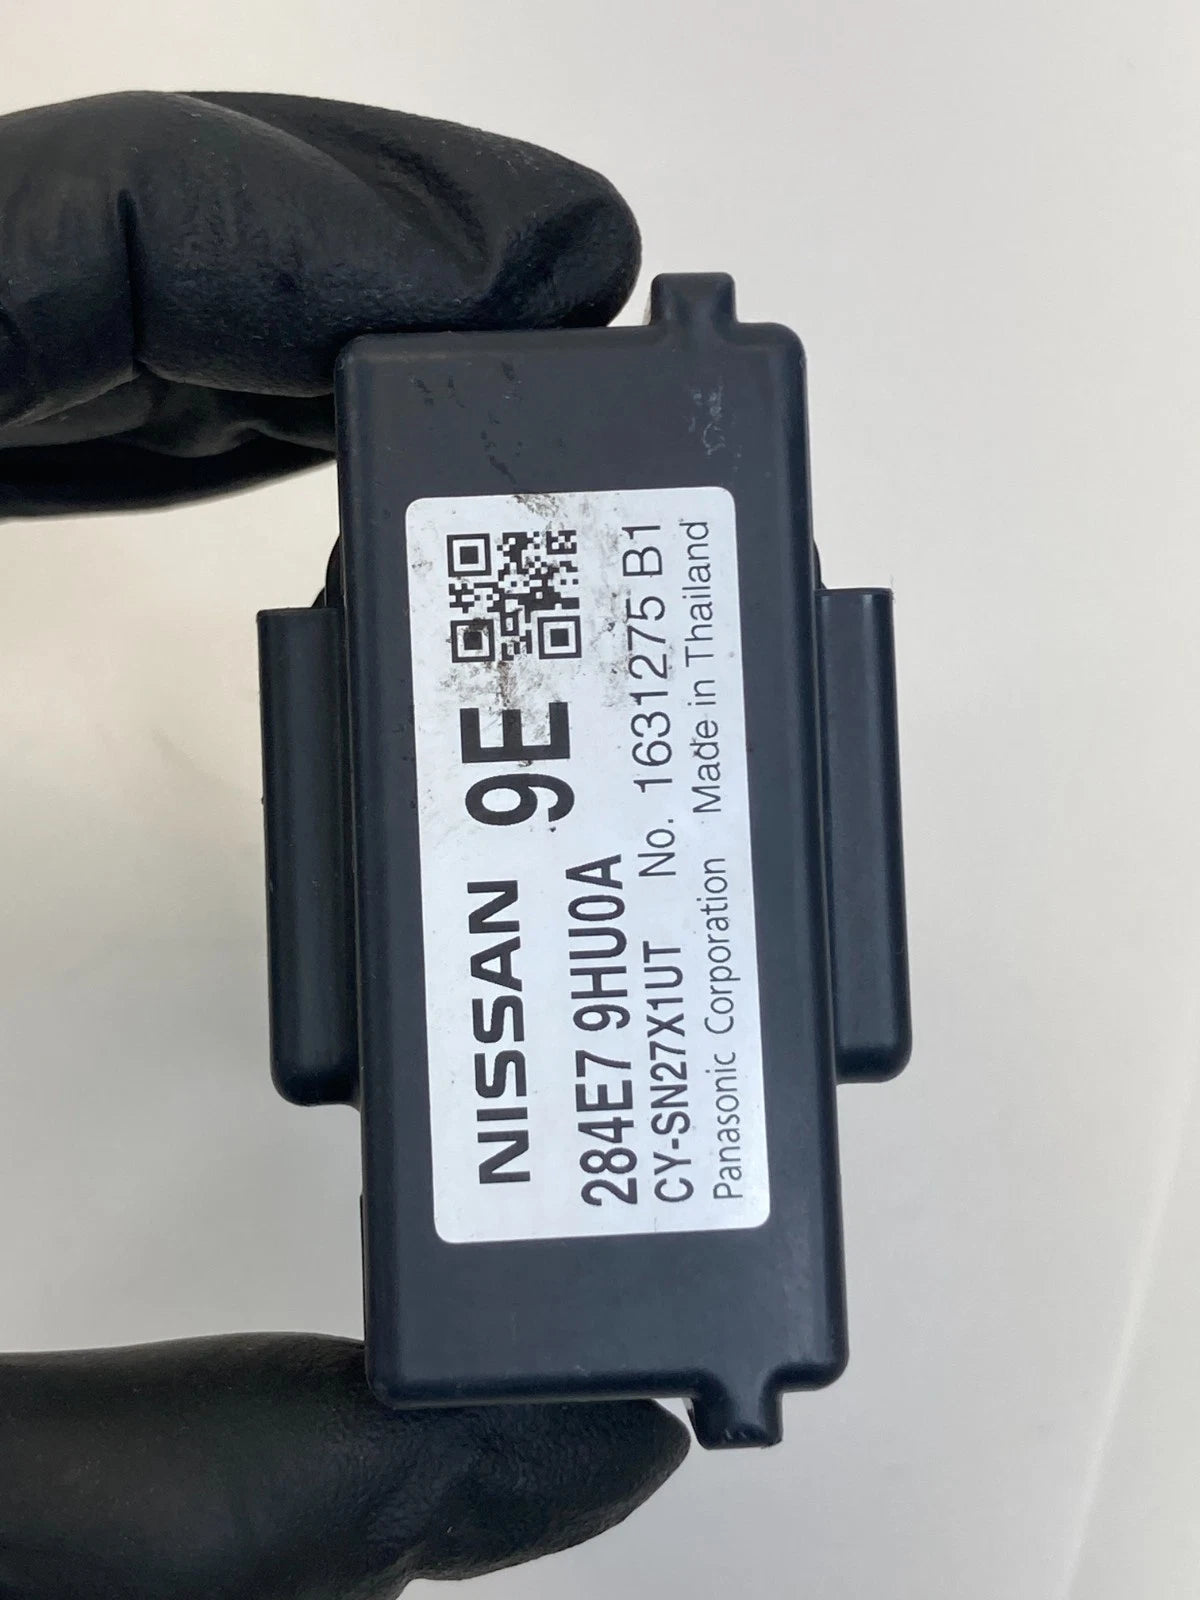 NISSAN 9E
284E7 9HU0A
CY-SN27X1UT No. 1631275 B1
Panasonic Corporation Made in Thailand